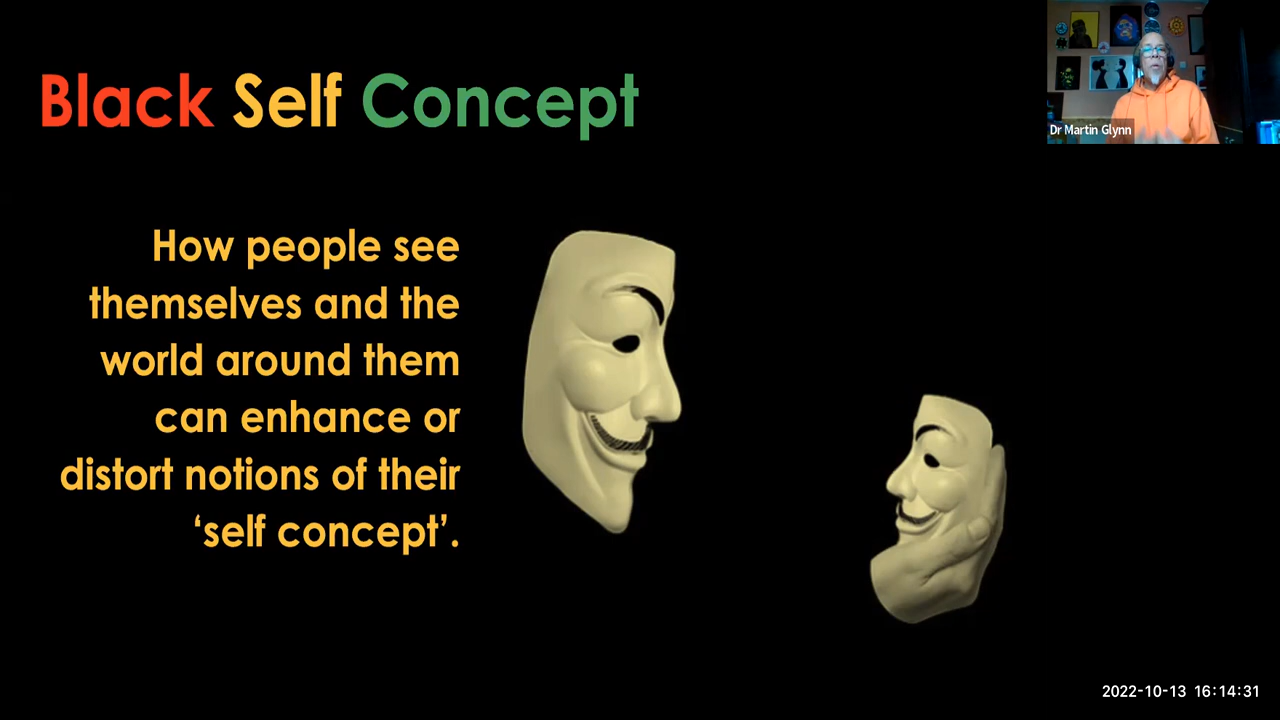 Black Self Concept
Dr Martin Glynn
How people see
themselves and the
world around them
can enhance or
distort notions of their
‘self concept’.
2022-10-13 16:14:31